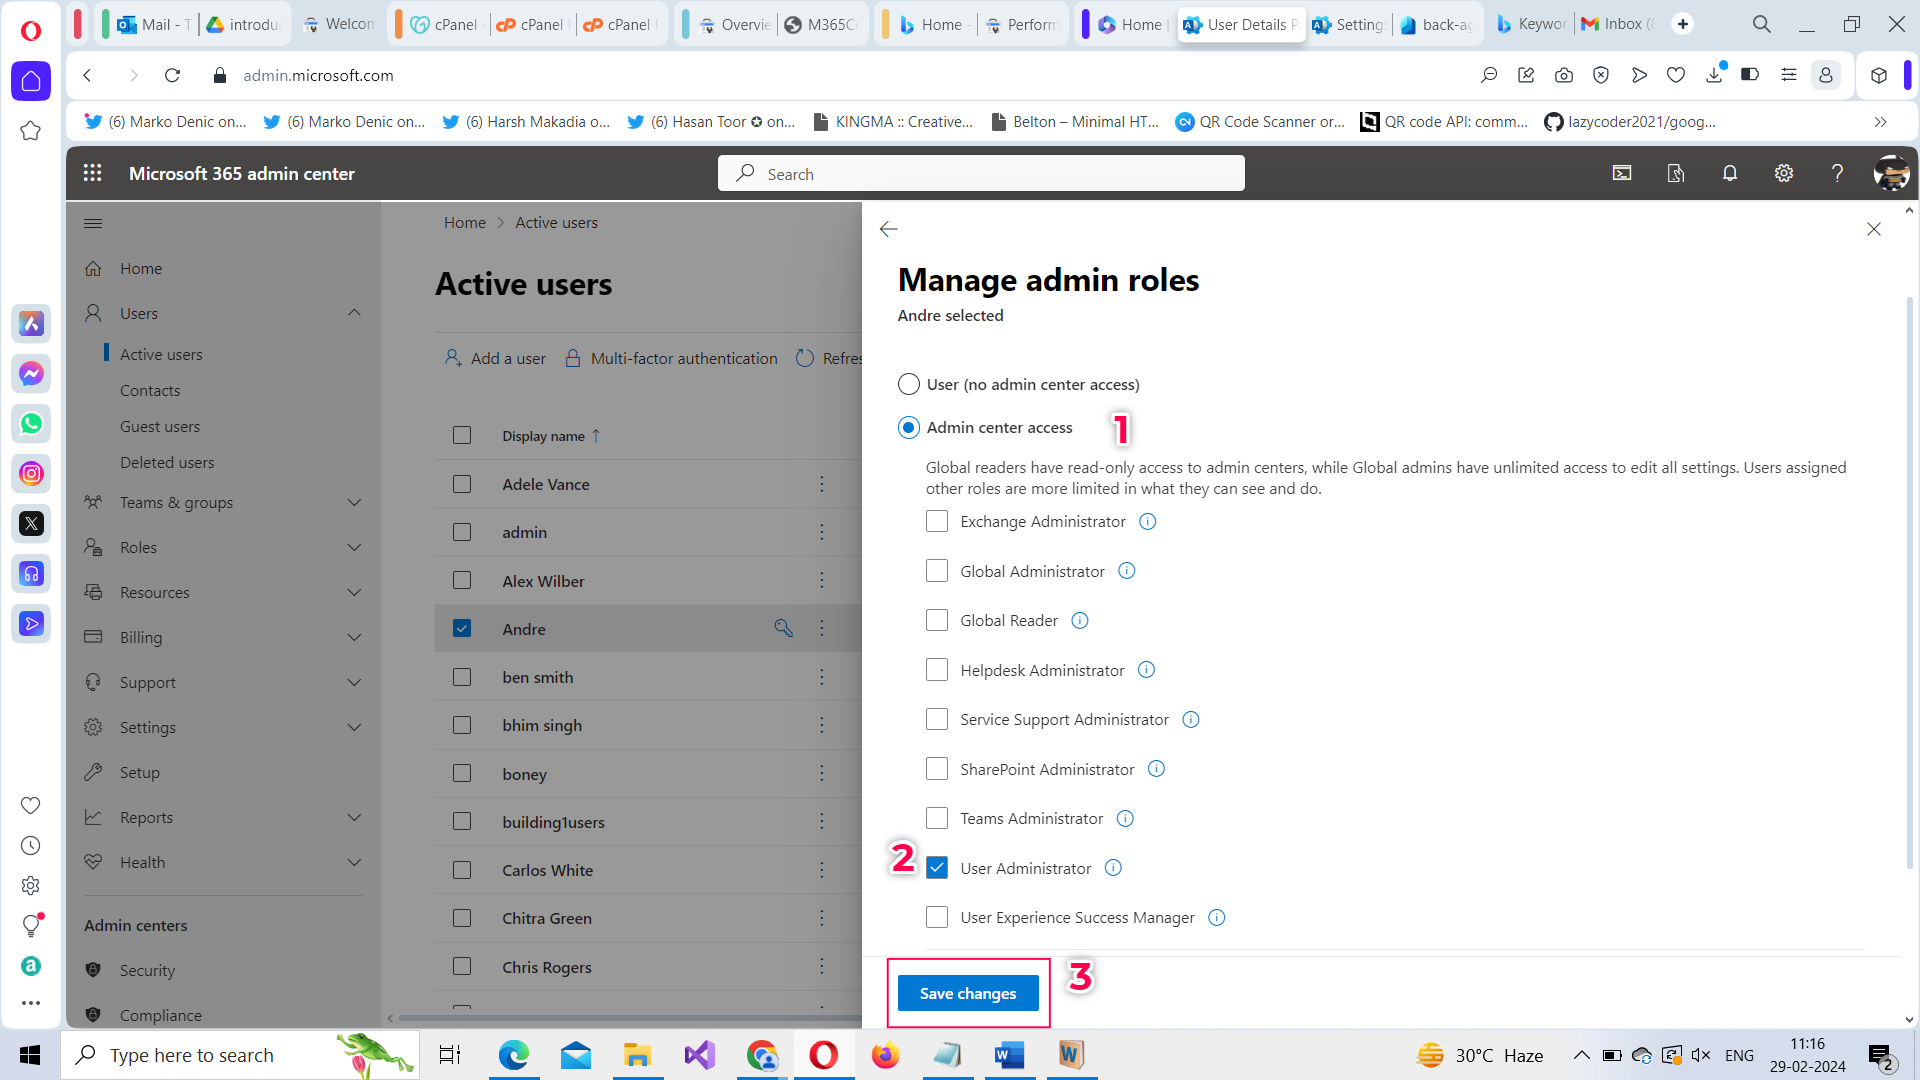 Mail - T
introduc
Welcom
cPanel -
cPanel F
cPanel F
Overvie
M365Co
Home -
Perform
Home |
User Details P
Settings
back-ag
Keywor
Inbox (8
admin.microsoft.com
(6) Marko Denic on...
(6) Marko Denic on...
(6) Harsh Makadia o...
(6) Hasan Toor ✪ on...
KINGMA :: Creative...
Belton – Minimal HT...
QR Code Scanner or...
QR code API: comm...
lazycoder2021/goog...
Microsoft 365 admin center
Search
Home
Users
Active users
Contacts
Guest users
Deleted users
Teams & groups
Roles
Resources
Billing
Support
Settings
Setup
Reports
Health
Admin centers
Security
Compliance
Home > Active users
Active users
Add a user
Multi-factor authentication
Refres
Display name ↑
Adele Vance
admin
Alex Wilber
Andre
ben smith
bhim singh
boney
building1users
Carlos White
Chitra Green
Chris Rogers
Manage admin roles
Andre selected
User (no admin center access)
Admin center access
1
Global readers have read-only access to admin centers, while Global admins have unlimited access to edit all settings. Users assigned
other roles are more limited in what they can see and do.
Exchange Administrator
Global Administrator
Global Reader
Helpdesk Administrator
Service Support Administrator
SharePoint Administrator
Teams Administrator
2
User Administrator
User Experience Success Manager
Save changes
3
Type here to search
30°C Haze
ENG
11:16
29-02-2024
2